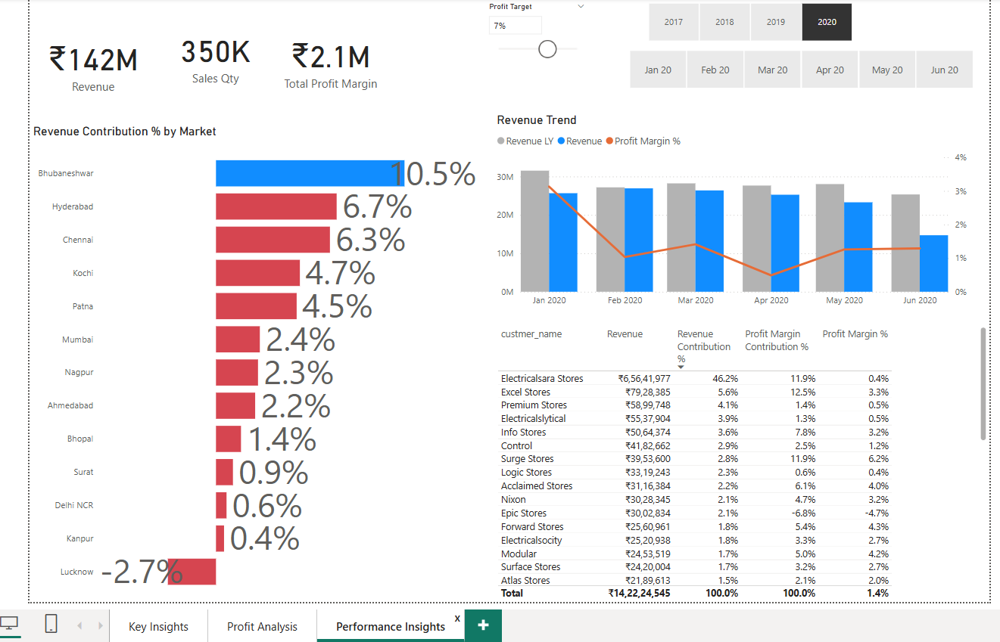 Profit Target
7%
2017 2018 2019 2020
Jan 20 Feb 20 Mar 20 Apr 20 May 20 Jun 20
₹142M
Revenue
350K
Sales Qty
₹2.1M
Total Profit Margin
Revenue Contribution % by Market
Bhubaneshwar 10.5%
Hyderabad 6.7%
Chennai 6.3%
Kochi 4.7%
Patna 4.5%
Mumbai 2.4%
Nagpur 2.3%
Ahmedabad 2.2%
Bhopal 1.4%
Surat 0.9%
Delhi NCR 0.6%
Kanpur 0.4%
Lucknow -2.7%
Revenue Trend
Revenue LY Revenue Profit Margin %
30M
20M
10M
0M
4%
3%
2%
1%
0%
Jan 2020 Feb 2020 Mar 2020 Apr 2020 May 2020 Jun 2020
custmer_name Revenue Revenue Contribution % Profit Margin Contribution % Profit Margin %
Electricalsara Stores ₹6,56,41,977 46.2% 11.9% 0.4%
Excel Stores ₹79,28,385 5.6% 12.5% 3.3%
Premium Stores ₹58,99,748 4.1% 1.4% 0.5%
Electricalslytical ₹55,37,904 3.9% 1.3% 0.5%
Info Stores ₹50,64,374 3.6% 7.8% 3.2%
Control ₹41,82,662 2.9% 2.5% 1.2%
Surge Stores ₹39,53,600 2.8% 11.9% 6.2%
Logic Stores ₹33,19,243 2.3% 0.6% 0.4%
Acclaimed Stores ₹31,16,384 2.2% 6.1% 4.0%
Nixon ₹30,28,345 2.1% 4.7% 3.2%
Epic Stores ₹30,02,834 2.1% -6.8% -4.7%
Forward Stores ₹25,60,961 1.8% 5.4% 4.3%
Electricalsocity ₹25,20,938 1.8% 3.3% 2.7%
Modular ₹24,53,519 1.7% 5.0% 4.2%
Surface Stores ₹24,20,004 1.7% 3.2% 2.7%
Atlas Stores ₹21,89,613 1.5% 2.1% 2.0%
Total ₹14,22,24,545 100.0% 100.0% 1.4%
Key Insights Profit Analysis Performance Insights x +